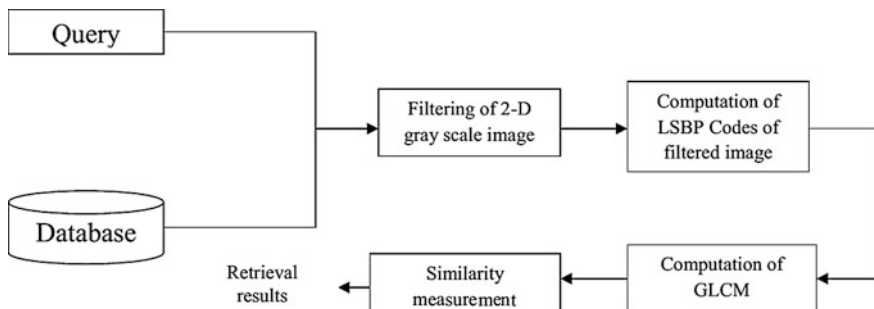 Query
Filtering of 2-D
gray scale image
Computation of
LSBP Codes of
filtered image
Database
Retrieval
results
Similarity
measurement
Computation of
GLCM